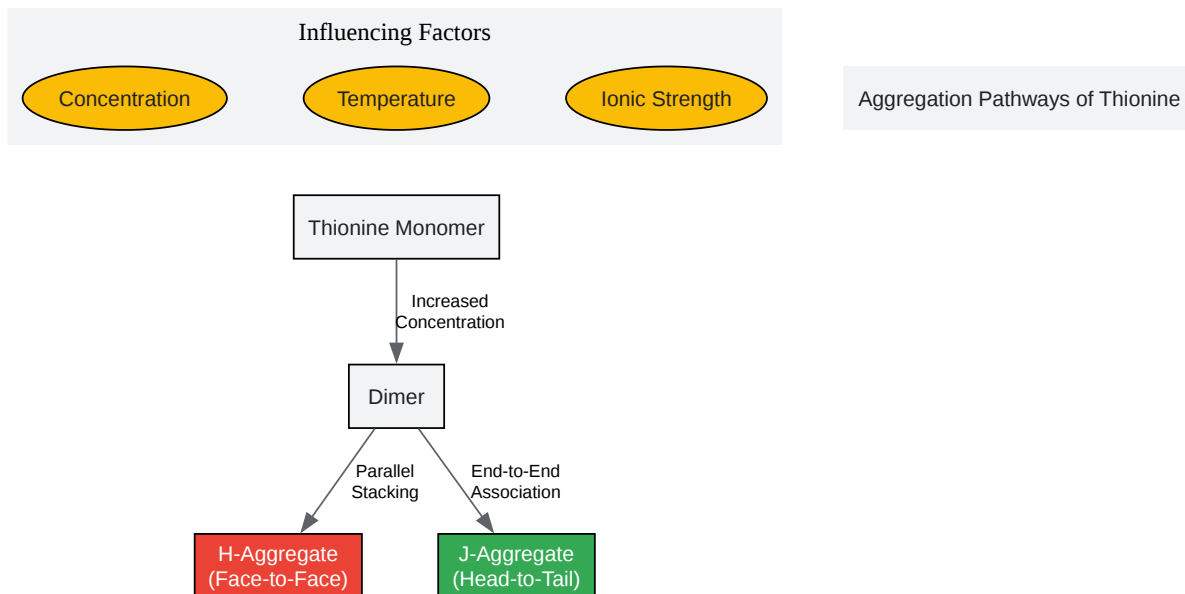 Influencing Factors
Concentration
Temperature
Ionic Strength
Aggregation Pathways of Thionine
Thionine Monomer
Increased
Concentration
Dimer
Parallel
Stacking
End-to-End
Association
H-Aggregate
(Face-to-Face)
J-Aggregate
(Head-to-Tail)